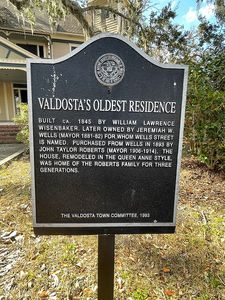 VALDOSTA'S OLDEST RESIDENCE
BUILT CA. 1845 BY WILLIAM LAWRENCE
WISENBAKER. LATER OWNED BY JEREMIAH W.
WELLS (MAYOR 1881-82) FOR WHOM WELLS STREET
IS NAMED. PURCHASED FROM WELLS IN 1893 BY
JOHN TAYLOR ROBERTS (MAYOR 1906-1914), THE
HOUSE, REMODELED IN THE QUEEN ANNE STYLE,
WAS HOME OF THE ROBERTS FAMILY FOR THREE
GENERATIONS.
THE VALDOSTA TOWN COMMITTEE, 1993